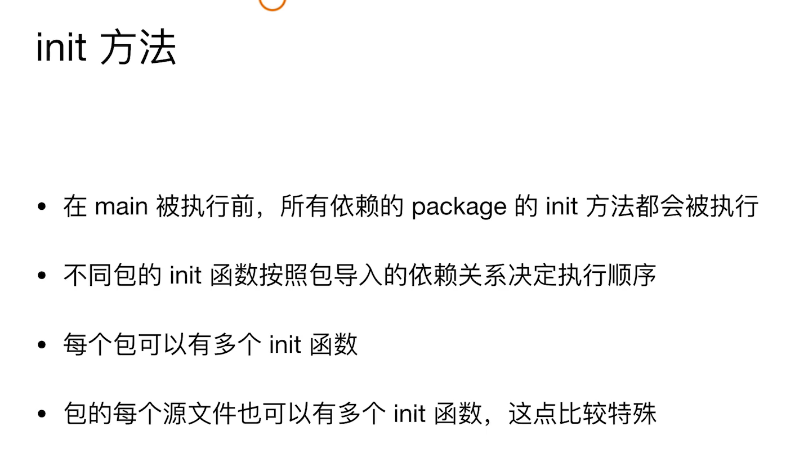 init 方法
• 在 main 被执行前，所有依赖的 package 的 init 方法都会被执行
• 不同包的 init 函数按照包导入的依赖关系决定执行顺序
• 每个包可以有多个 init 函数
• 包的每个源文件也可以有多个 init 函数，这点比较特殊